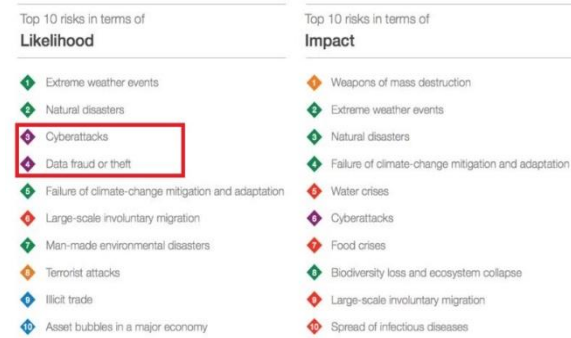 Top 10 risks in terms of
Likelihood
1 Extreme weather events
2 Natural disasters
3 Cyberattacks
4 Data fraud or theft
5 Failure of climate-change mitigation and adaptation
6 Large-scale involuntary migration
7 Man-made environmental disasters
8 Terrorist attacks
9 Illicit trade
10 Asset bubbles in a major economy
Top 10 risks in terms of
Impact
1 Weapons of mass destruction
2 Extreme weather events
3 Natural disasters
4 Failure of climate-change mitigation and adaptation
5 Water crises
6 Cyberattacks
7 Food crises
8 Biodiversity loss and ecosystem collapse
9 Large-scale involuntary migration
10 Spread of infectious diseases